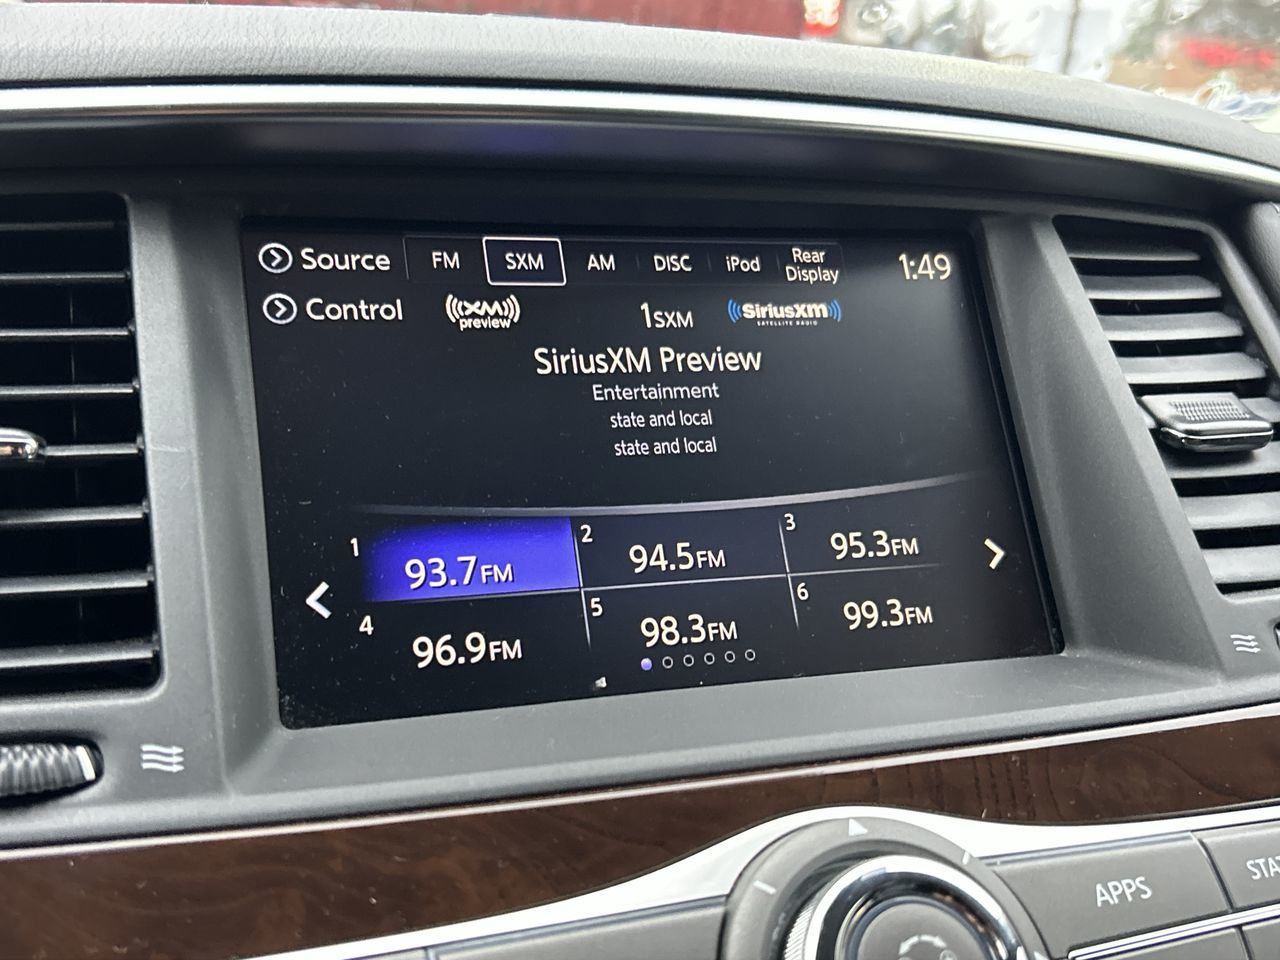 Source FM SXM AM DISC iPod Rear Display 1:49
Control ((XM)) preview 1SXM ((SiriusXM)) SATELLITE RADIO
SiriusXM Preview
Entertainment
state and local
state and local
1 93.7FM 2 94.5FM 3 95.3FM
4 96.9FM 5 98.3FM 6 99.3FM
APPS
STA